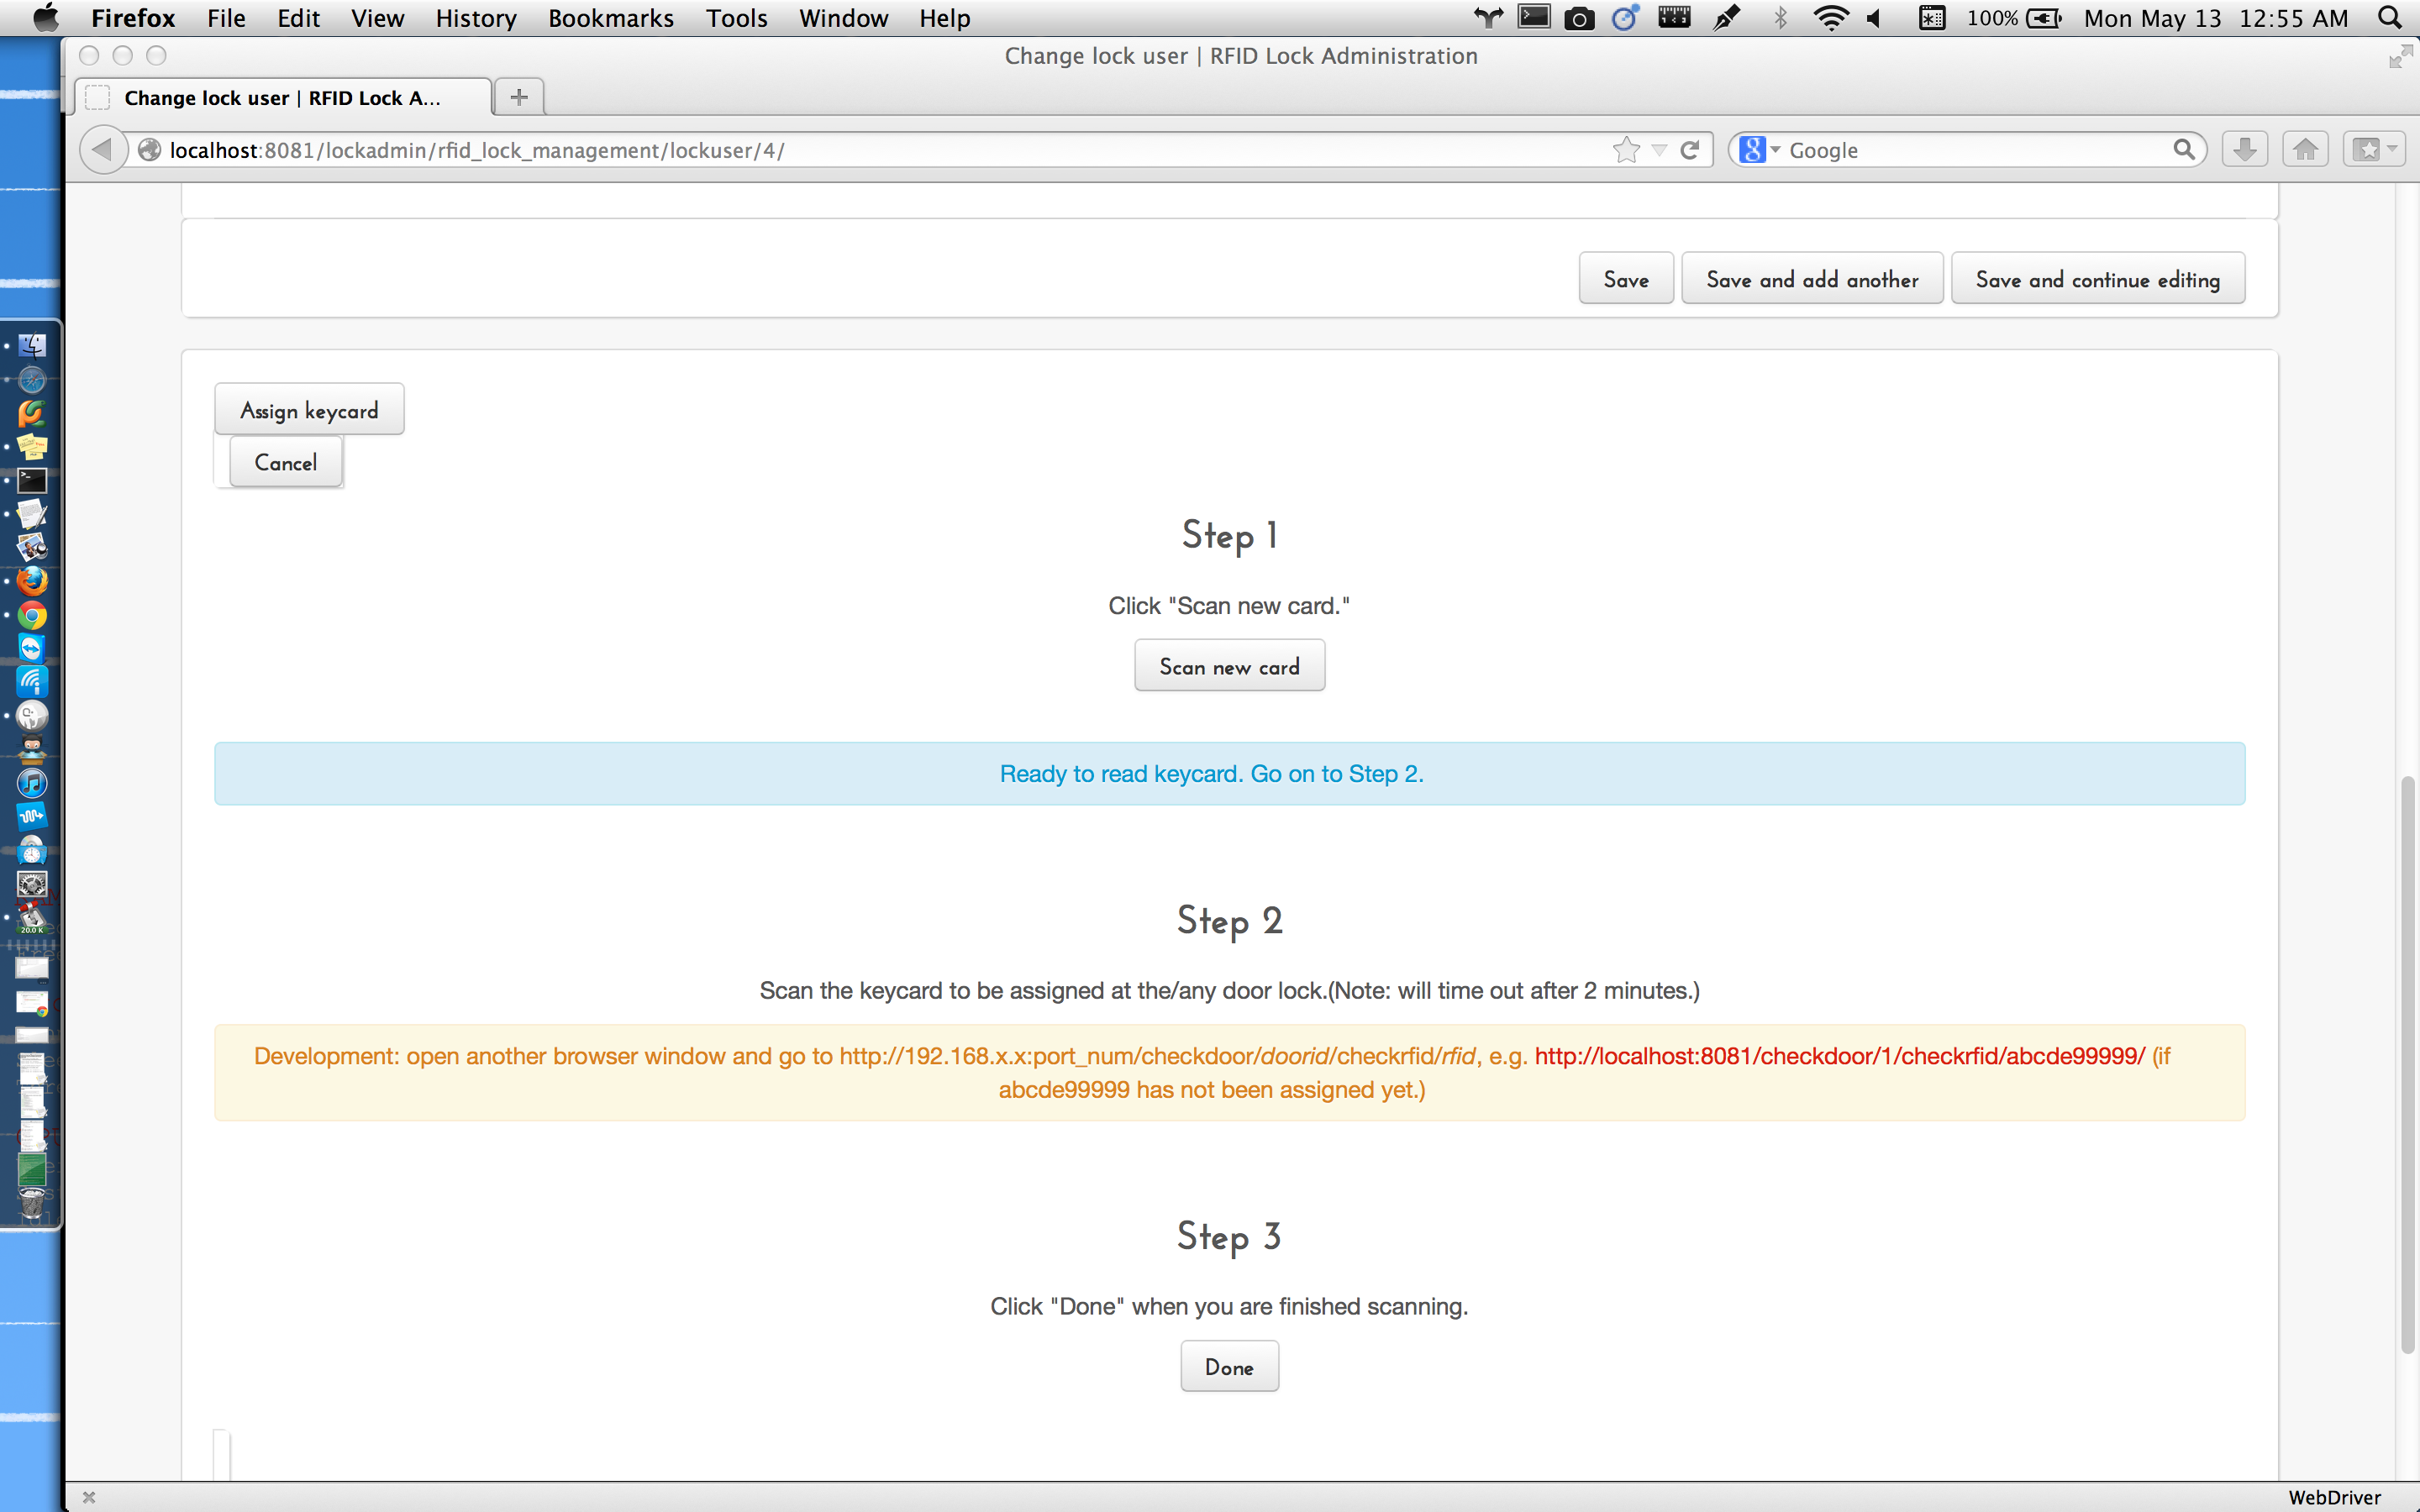 Firefox File Edit View History Bookmarks Tools Window Help 100% Mon May 13 12:55 AM
Change lock user | RFID Lock Administration
Change lock user | RFID Lock A...
localhost:8081/lockadmin/rfid_lock_management/lockuser/4/ Google
Save Save and add another Save and continue editing
Assign keycard
Cancel
Step 1
Click "Scan new card."
Scan new card
Ready to read keycard. Go on to Step 2.
Step 2
Scan the keycard to be assigned at the/any door lock.(Note: will time out after 2 minutes.)
Development: open another browser window and go to http://192.168.x.x:port_num/checkdoor/doorid/checkrfid/rfid, e.g. http://localhost:8081/checkdoor/1/checkrfid/abcde99999/ (if
abcde99999 has not been assigned yet.)
Step 3
Click "Done" when you are finished scanning.
Done
20.0 K
WebDriver